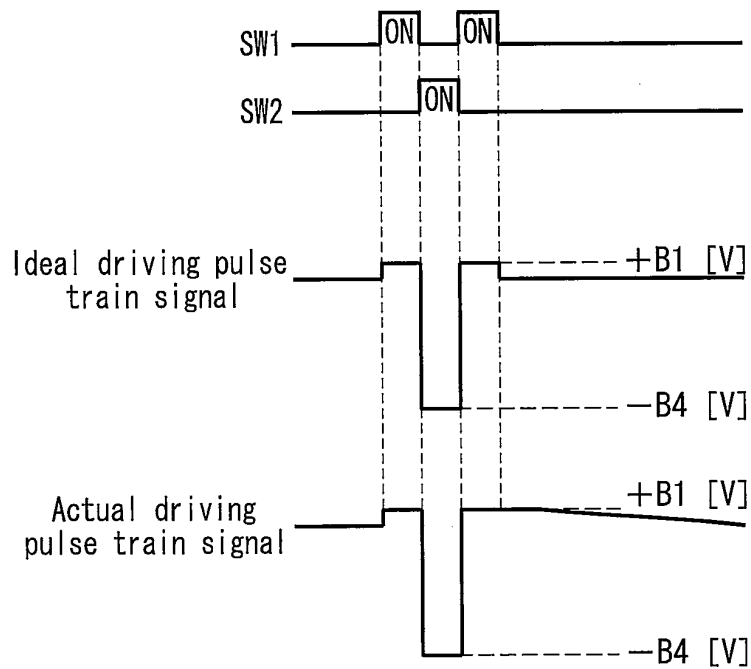 ON ON
SW1
ON
SW2
Ideal driving pulse
train signal
+B1 [V]
−B4 [V]
+B1 [V]
Actual driving
pulse train signal
−B4 [V]